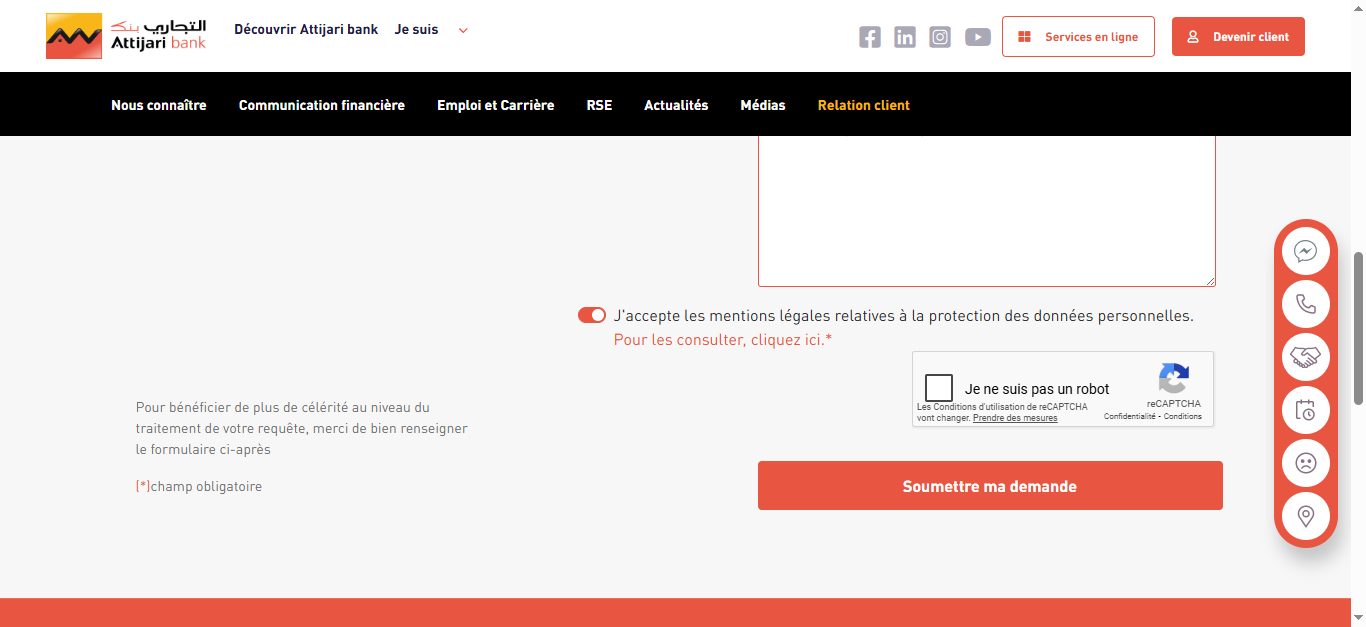 التجاري بنك
Attijari bank
Découvrir Attijari bank
Je suis
Services en ligne
Devenir client
Nous connaître
Communication financière
Emploi et Carrière
RSE
Actualités
Médias
Relation client
J'accepte les mentions légales relatives à la protection des données personnelles.
Pour les consulter, cliquez ici.*
Je ne suis pas un robot
Les Conditions d'utilisation de reCAPTCHA
vont changer. Prendre des mesures
reCAPTCHA
Confidentialité - Conditions
Pour bénéficier de plus de célérité au niveau du
traitement de votre requête, merci de bien renseigner
le formulaire ci-après
(*)champ obligatoire
Soumettre ma demande